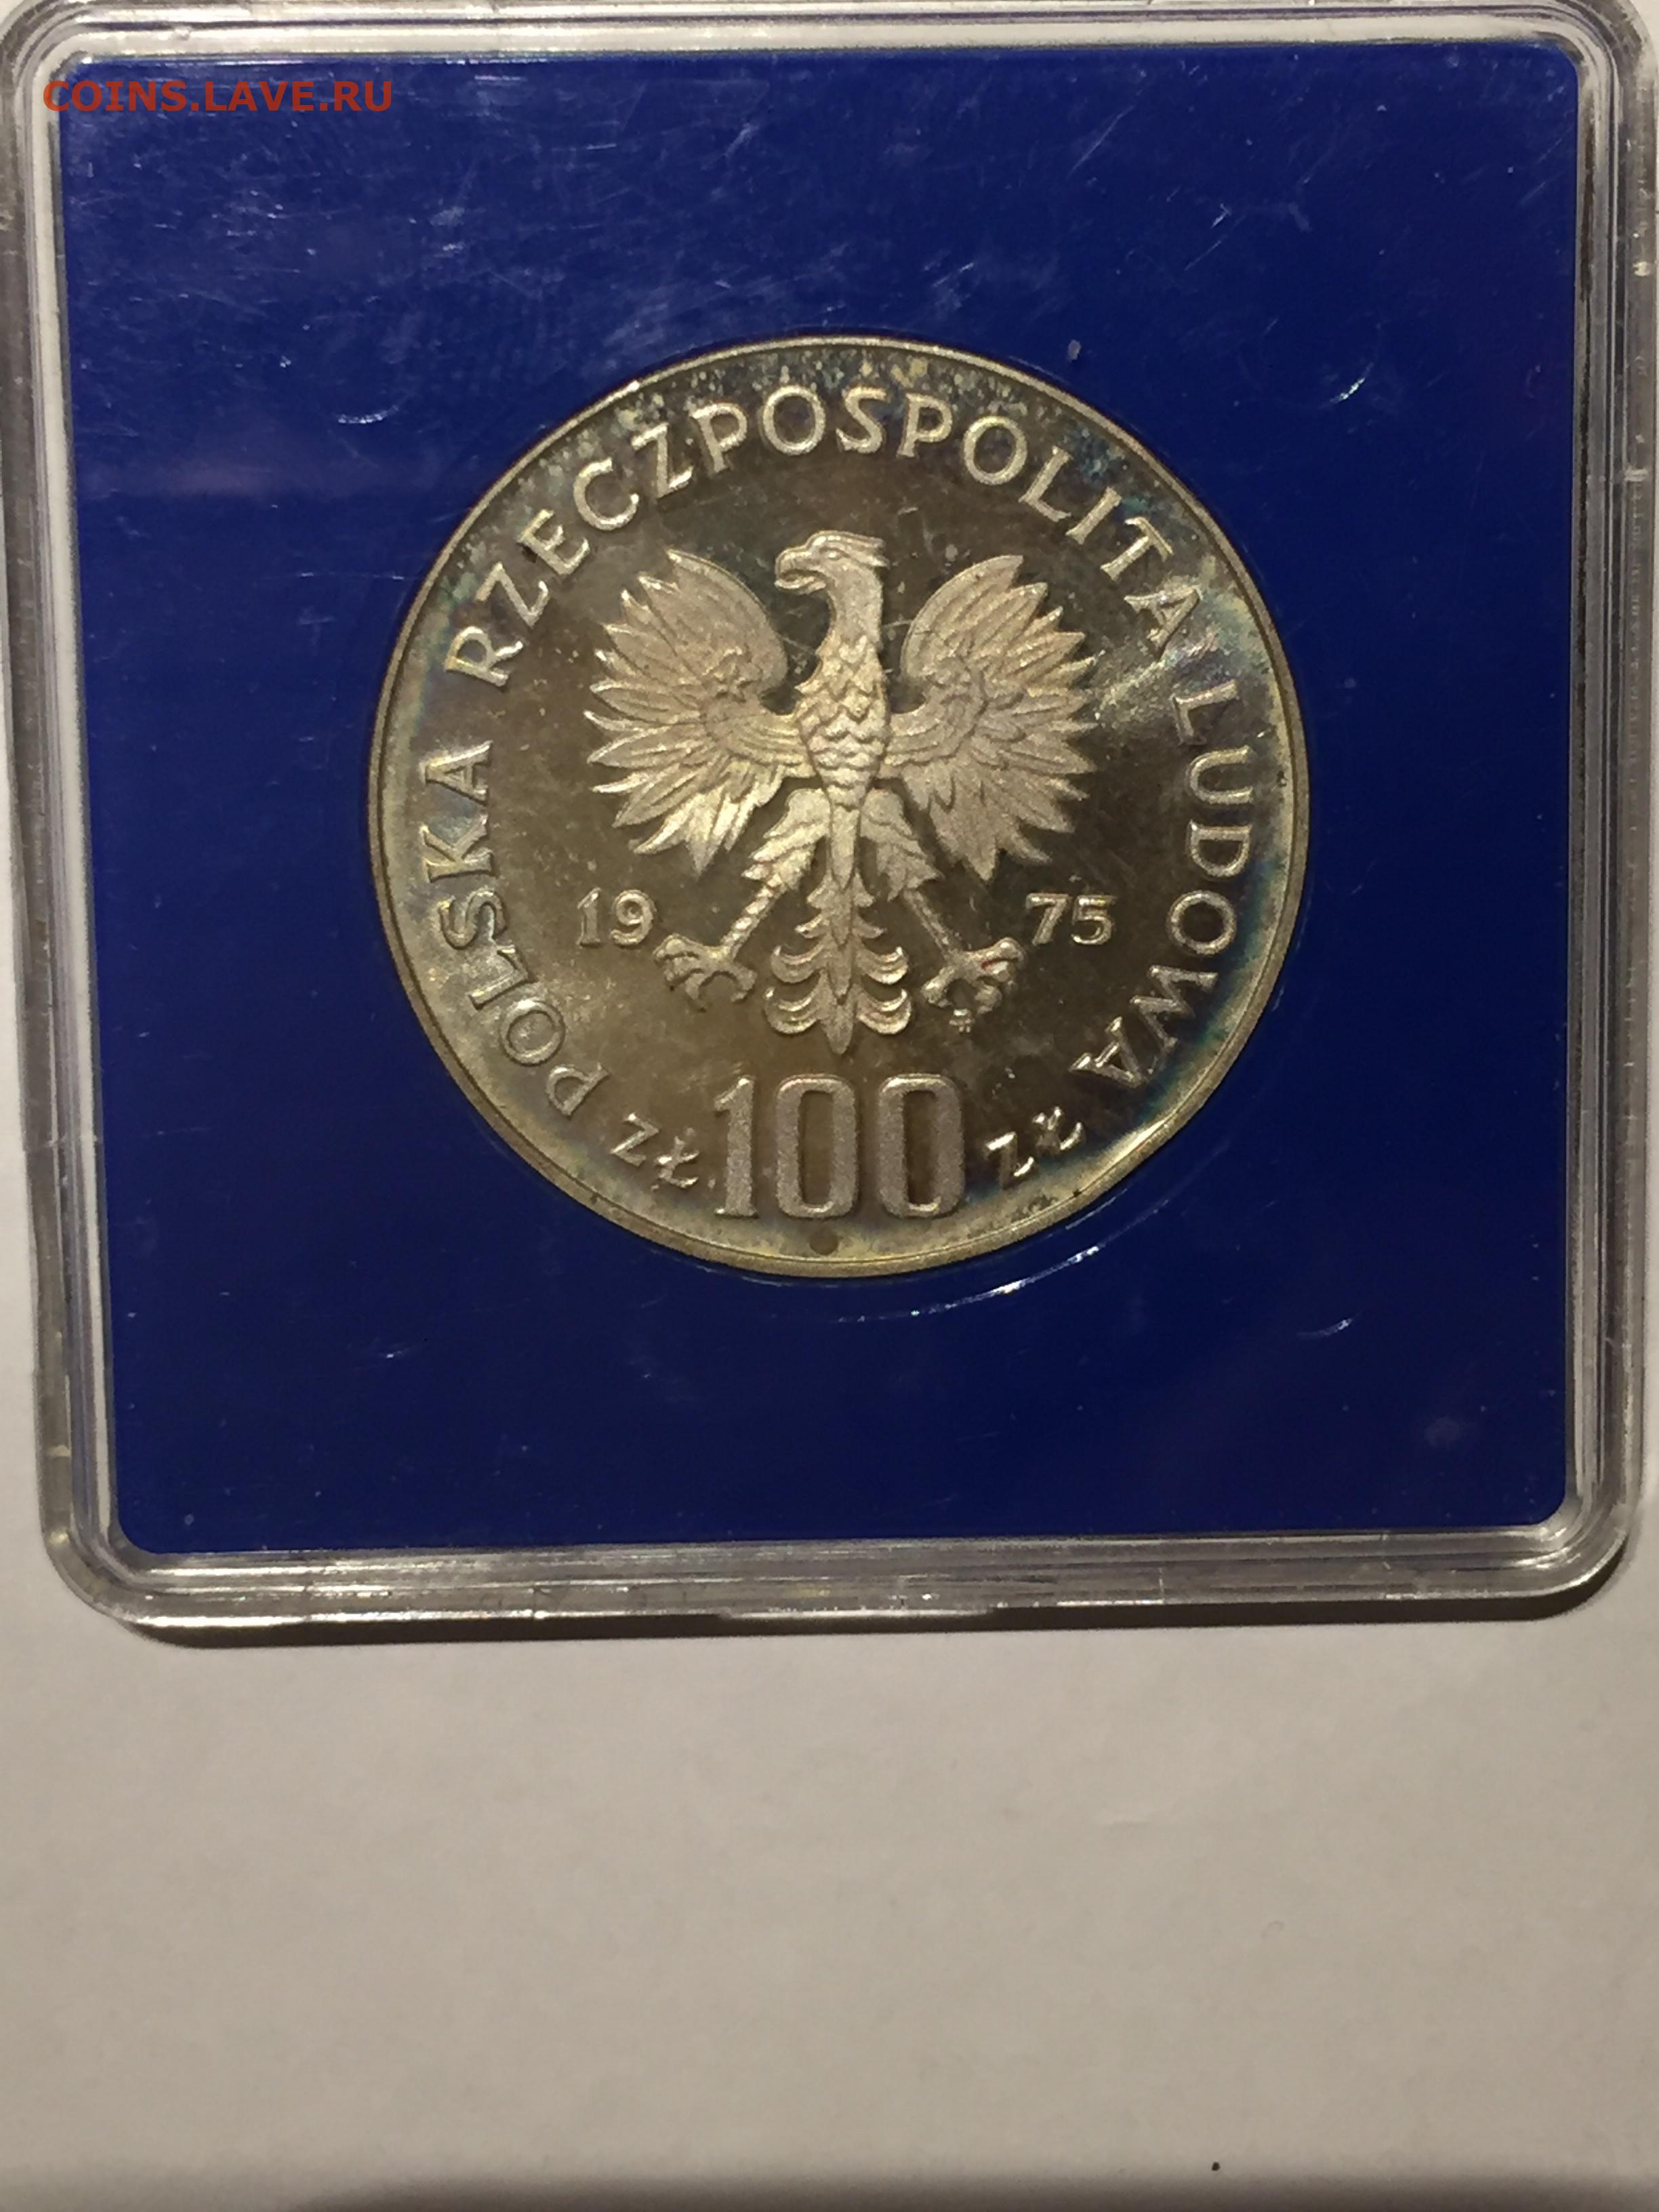 COINS.LAVE.RU
POLSKA RZECZPOSPOLITA LUDOWA
19 75
ZŁ 100 ZŁ